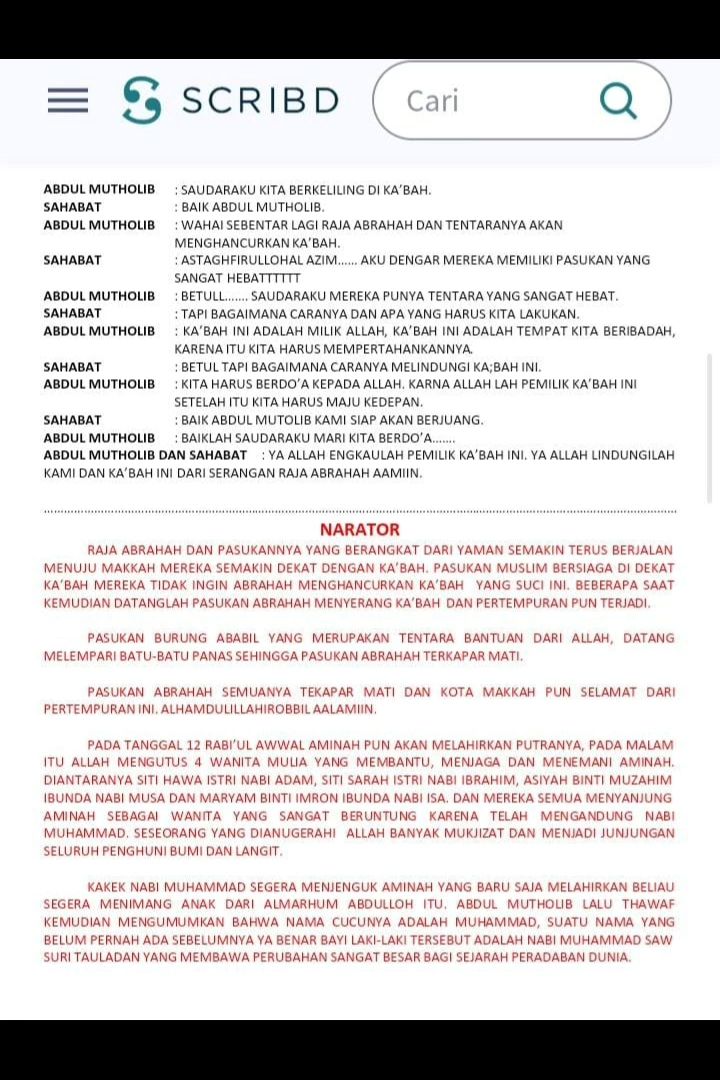 SCRIBD
Cari
ABDUL MUTHOLIB : SAUDARAKU KITA BERKELILING DI KA'BAH.
SAHABAT : BAIK ABDUL MUTHOLIB.
ABDUL MUTHOLIB : WAHAI SEBENTAR LAGI RAJA ABRAHAH DAN TENTARANYA AKAN
MENGHANCURKAN KA'BAH.
SAHABAT : ASTAGHFIRULLOHAL AZIM...... AKU DENGAR MEREKA MEMILIKI PASUKAN YANG
SANGAT HEBATTTTTT
ABDUL MUTHOLIB : BETULL....... SAUDARAKU MEREKA PUNYA TENTARA YANG SANGAT HEBAT.
SAHABAT : TAPI BAGAIMANA CARANYA DAN APA YANG HARUS KITA LAKUKAN.
ABDUL MUTHOLIB : KA'BAH INI ADALAH MILIK ALLAH, KA'BAH INI ADALAH TEMPAT KITA BERIBADAH,
KARENA ITU KITA HARUS MEMPERTAHANKANNYA.
SAHABAT : BETUL TAPI BAGAIMANA CARANYA MELINDUNGI KA;BAH INI.
ABDUL MUTHOLIB : KITA HARUS BERDO'A KEPADA ALLAH. KARNA ALLAH LAH PEMILIK KA'BAH INI
SETELAH ITU KITA HARUS MAJU KEDEPAN.
SAHABAT : BAIK ABDUL MUTOLIB KAMI SIAP AKAN BERJUANG.
ABDUL MUTHOLIB : BAIKLAH SAUDARAKU MARI KITA BERDO'A.......
ABDUL MUTHOLIB DAN SAHABAT : YA ALLAH ENGKAULAH PEMILIK KA'BAH INI. YA ALLAH LINDUNGILAH
KAMI DAN KA'BAH INI DARI SERANGAN RAJA ABRAHAH AAMIIN.
NARATOR
RAJA ABRAHAH DAN PASUKANNYA YANG BERANGKAT DARI YAMAN SEMAKIN TERUS BERJALAN
MENUJU MAKKAH MEREKA SEMAKIN DEKAT DENGAN KA'BAH. PASUKAN MUSLIM BERSIAGA DI DEKAT
KA'BAH MEREKA TIDAK INGIN ABRAHAH MENGHANCURKAN KA'BAH YANG SUCI INI. BEBERAPA SAAT
KEMUDIAN DATANGLAH PASUKAN ABRAHAH MENYERANG KA'BAH DAN PERTEMPURAN PUN TERJADI.
PASUKAN BURUNG ABABIL YANG MERUPAKAN TENTARA BANTUAN DARI ALLAH, DATANG
MELEMPARI BATU-BATU PANAS SEHINGGA PASUKAN ABRAHAH TERKAPAR MATI.
PASUKAN ABRAHAH SEMUANYA TEKAPAR MATI DAN KOTA MAKKAH PUN SELAMAT DARI
PERTEMPURAN INI. ALHAMDULILLAHIROBBIL AALAMIIN.
PADA TANGGAL 12 RABI'UL AWWAL AMINAH PUN AKAN MELAHIRKAN PUTRANYA, PADA MALAM
ITU ALLAH MENGUTUS 4 WANITA MULIA YANG MEMBANTU, MENJAGA DAN MENEMANI AMINAH.
DIANTARANYA SITI HAWA ISTRI NABI ADAM, SITI SARAH ISTRI NABI IBRAHIM, ASIYAH BINTI MUZAHIM
IBUNDA NABI MUSA DAN MARYAM BINTI IMRON IBUNDA NABI ISA. DAN MEREKA SEMUA MENYANJUNG
AMINAH SEBAGAI WANITA YANG SANGAT BERUNTUNG KARENA TELAH MENGANDUNG NABI
MUHAMMAD. SESEORANG YANG DIANUGERAHI ALLAH BANYAK MUKJIZAT DAN MENJADI JUNJUNGAN
SELURUH PENGHUNI BUMI DAN LANGIT.
KAKEK NABI MUHAMMAD SEGERA MENJENGUK AMINAH YANG BARU SAJA MELAHIRKAN BELIAU
SEGERA MENIMANG ANAK DARI ALMARHUM ABDULLOH ITU. ABDUL MUTHOLIB LALU THAWAF
KEMUDIAN MENGUMUMKAN BAHWA NAMA CUCUNYA ADALAH MUHAMMAD, SUATU NAMA YANG
BELUM PERNAH ADA SEBELUMNYA YA BENAR BAYI LAKI-LAKI TERSEBUT ADALAH NABI MUHAMMAD SAW
SURI TAULADAN YANG MEMBAWA PERUBAHAN SANGAT BESAR BAGI SEJARAH PERADABAN DUNIA.